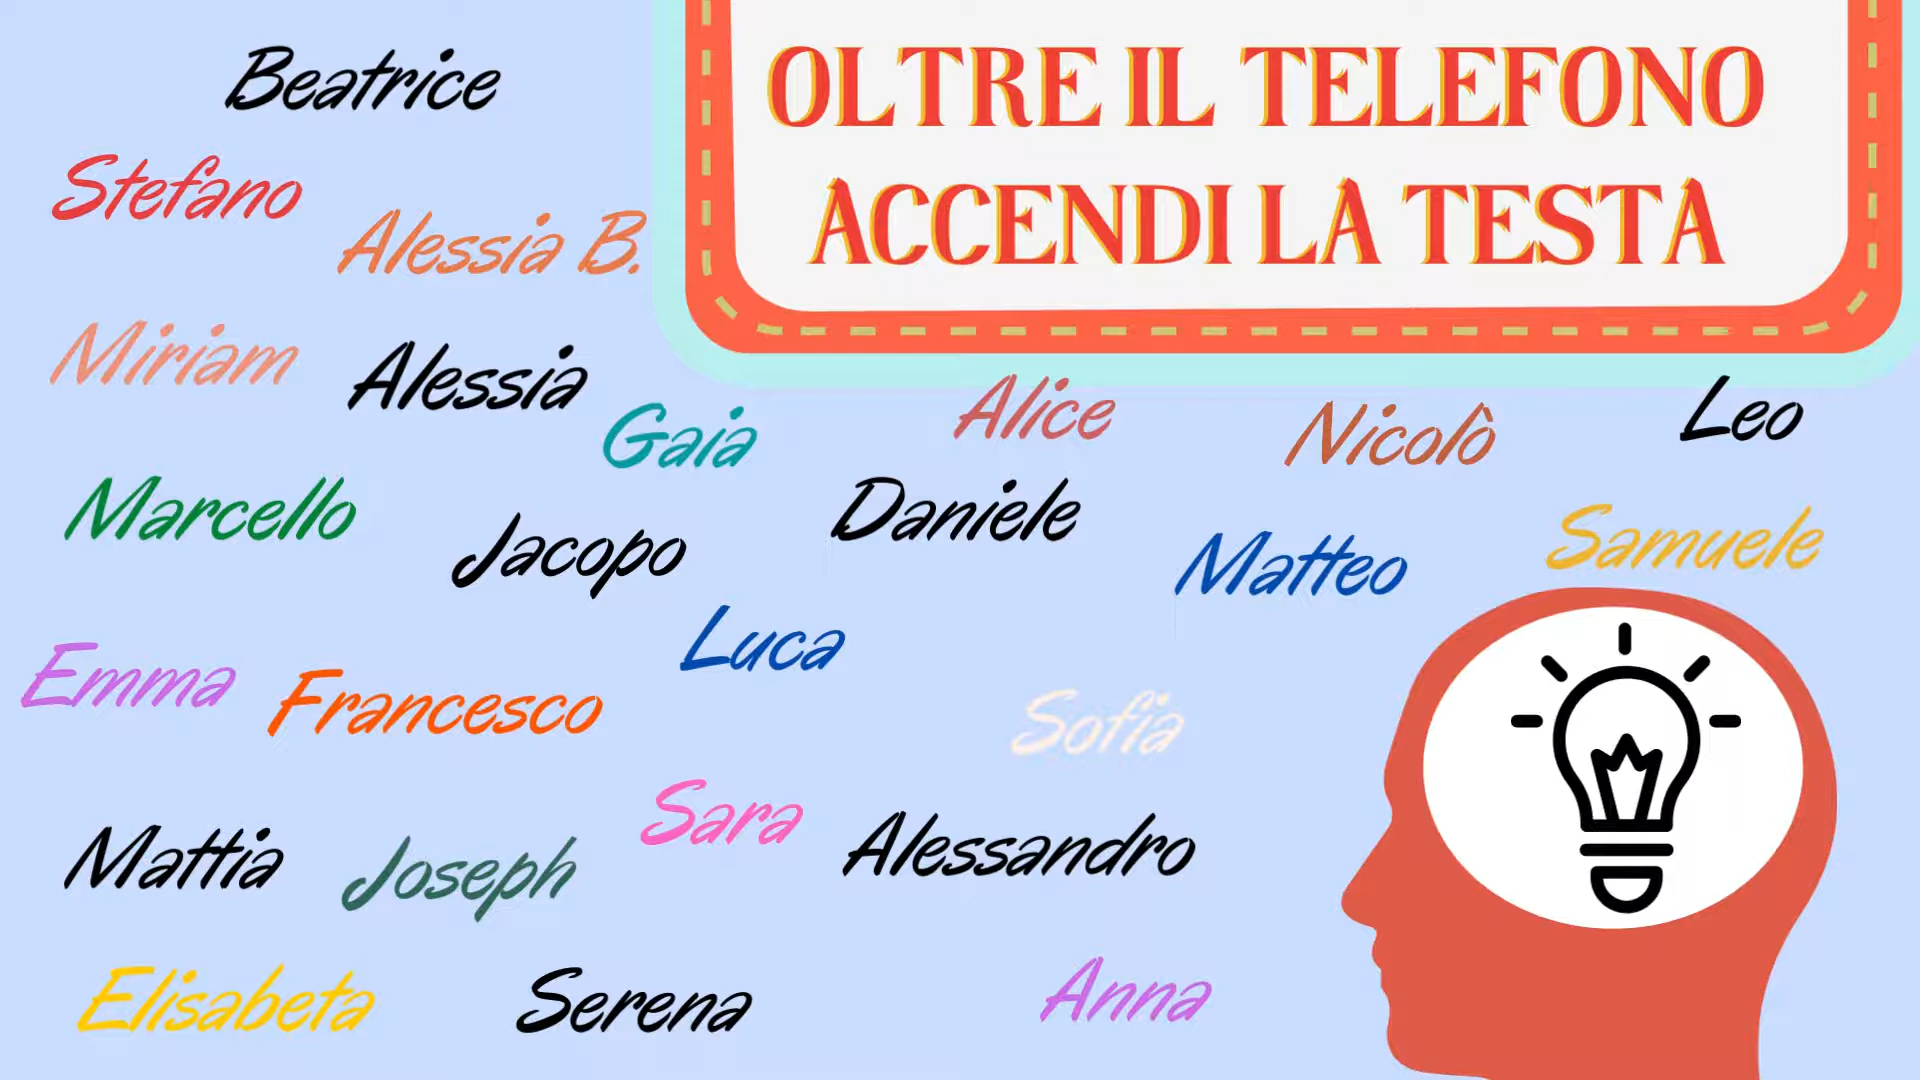 OLTRE IL TELEFONO
ACCENDI LA TESTA
Beatrice
Stefano
Alessia B.
Miriam
Alessia
Gaia
Alice
Nicolò
Leo
Marcello
Jacopo
Daniele
Matteo
Samuele
Luca
Emma
Francesco
Sofia
Sara
Mattia
Joseph
Alessandro
Elisabeta
Serena
Anna